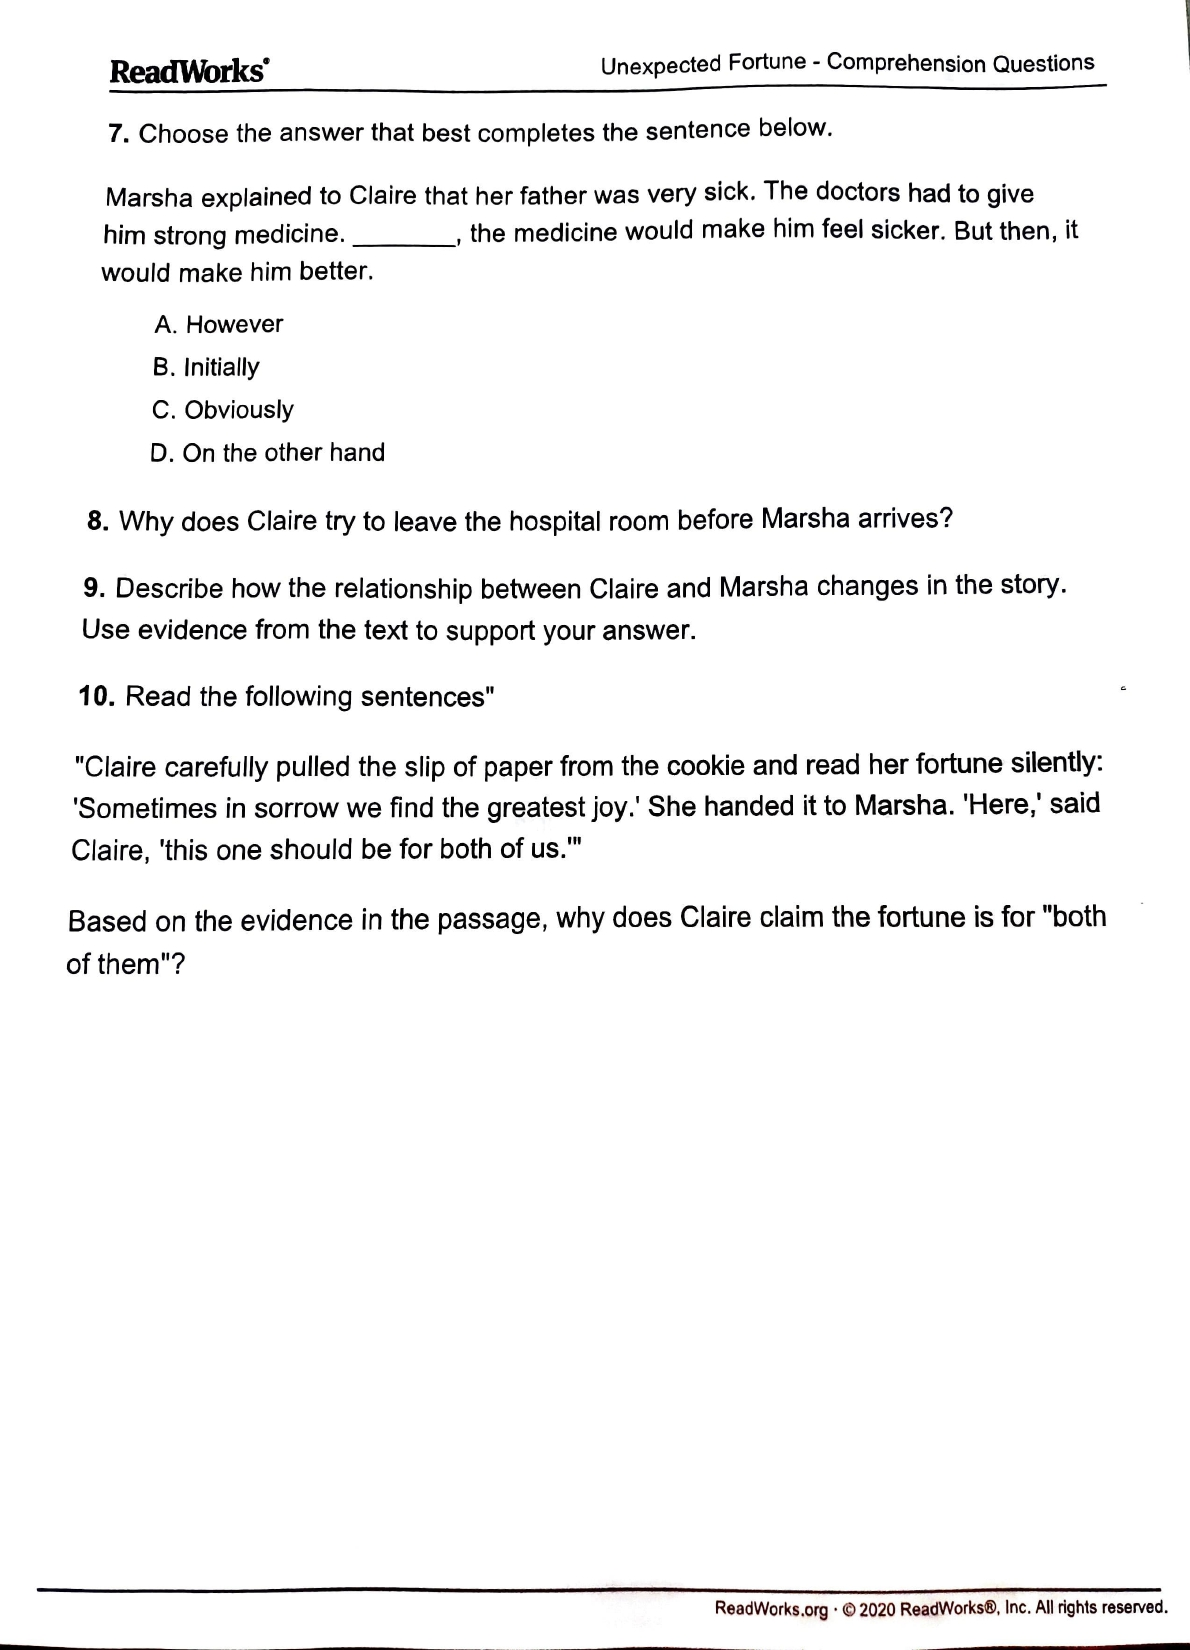 ReadWorks®
Unexpected Fortune - Comprehension Questions
7. Choose the answer that best completes the sentence below.
Marsha explained to Claire that her father was very sick. The doctors had to give
him strong medicine. ________, the medicine would make him feel sicker. But then, it
would make him better.
A. However
B. Initially
C. Obviously
D. On the other hand
8. Why does Claire try to leave the hospital room before Marsha arrives?
9. Describe how the relationship between Claire and Marsha changes in the story.
Use evidence from the text to support your answer.
10. Read the following sentences"
"Claire carefully pulled the slip of paper from the cookie and read her fortune silently:
'Sometimes in sorrow we find the greatest joy.' She handed it to Marsha. 'Here,' said
Claire, 'this one should be for both of us.'"
Based on the evidence in the passage, why does Claire claim the fortune is for "both
of them"?
ReadWorks.org · © 2020 ReadWorks®, Inc. All rights reserved.